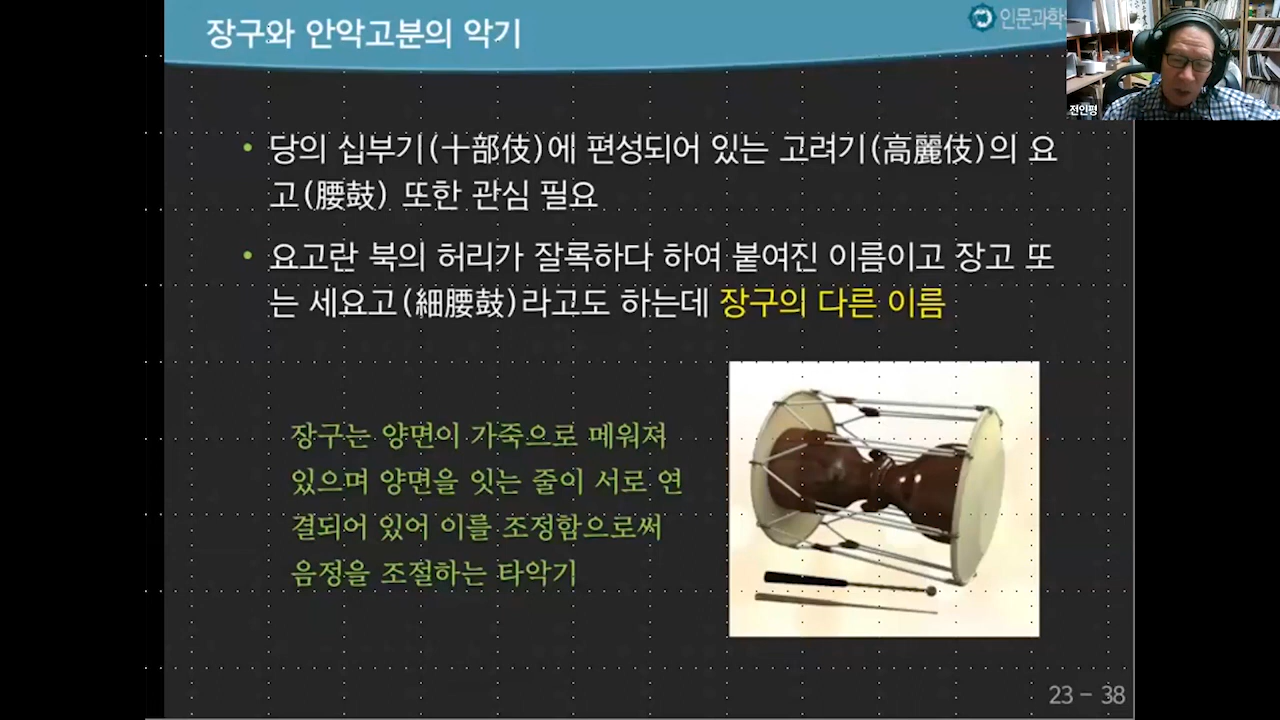 장구와 안악고분의 악기
인문과학
전인평
• 당의 십부기(十部伎)에 편성되어 있는 고려기(高麗伎)의 요
고(腰鼓) 또한 관심 필요
• 요고란 북의 허리가 잘록하다 하여 붙여진 이름이고 장고 또
는 세요고(細腰鼓)라고도 하는데 장구의 다른 이름
장구는 양면이 가죽으로 메워져
있으며 양면을 잇는 줄이 서로 연
결되어 있어 이를 조정함으로써
음정을 조절하는 타악기
23 - 38